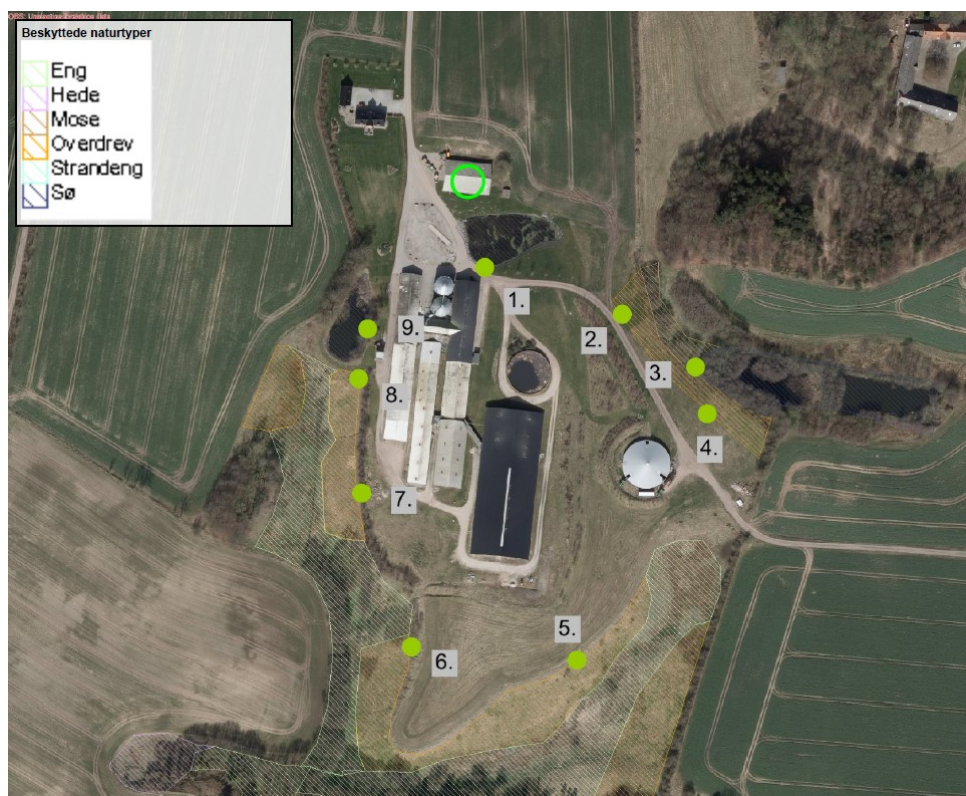 Beskyttede naturtyper
Eng
Hede
Mose
Overdrev
Strandeng
Sø
1.
2.
9.
3.
8.
4.
7.
5.
6.